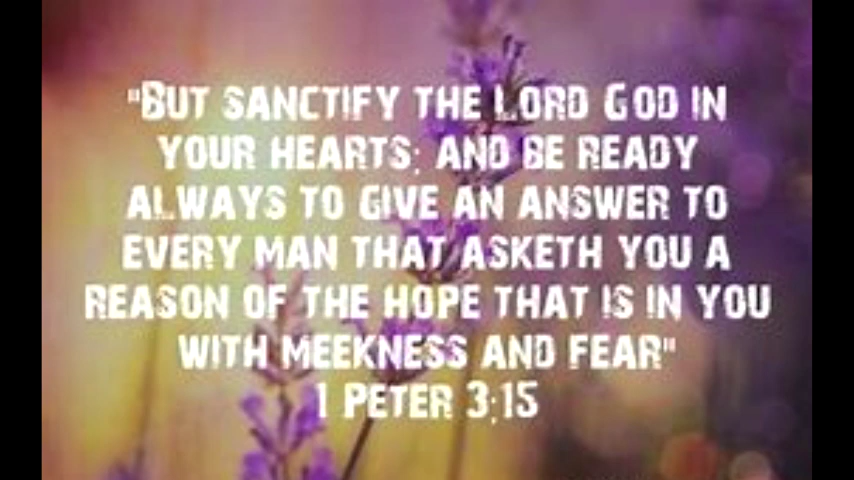 "But sanctify the Lord God in
your hearts: and be ready
always to give an answer to
every man that asketh you a
reason of the hope that is in you
with meekness and fear"
1 Peter 3:15